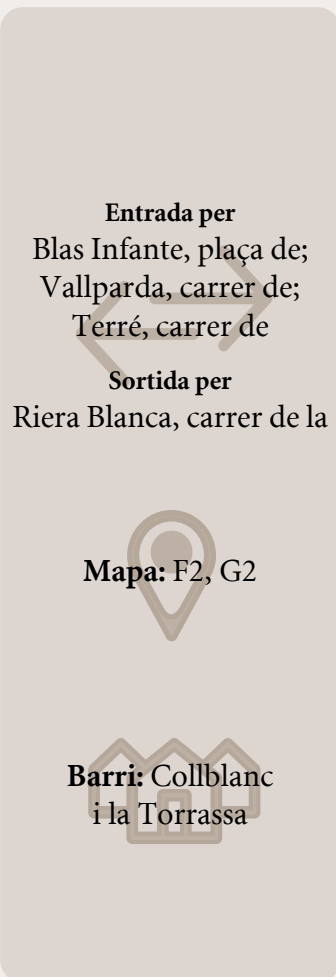 Entrada per
Blas Infante, plaça de;
Vallparda, carrer de;
Terré, carrer de
Sortida per
Riera Blanca, carrer de la
Mapa: F2, G2
Barri: Collblanc
i la Torrassa